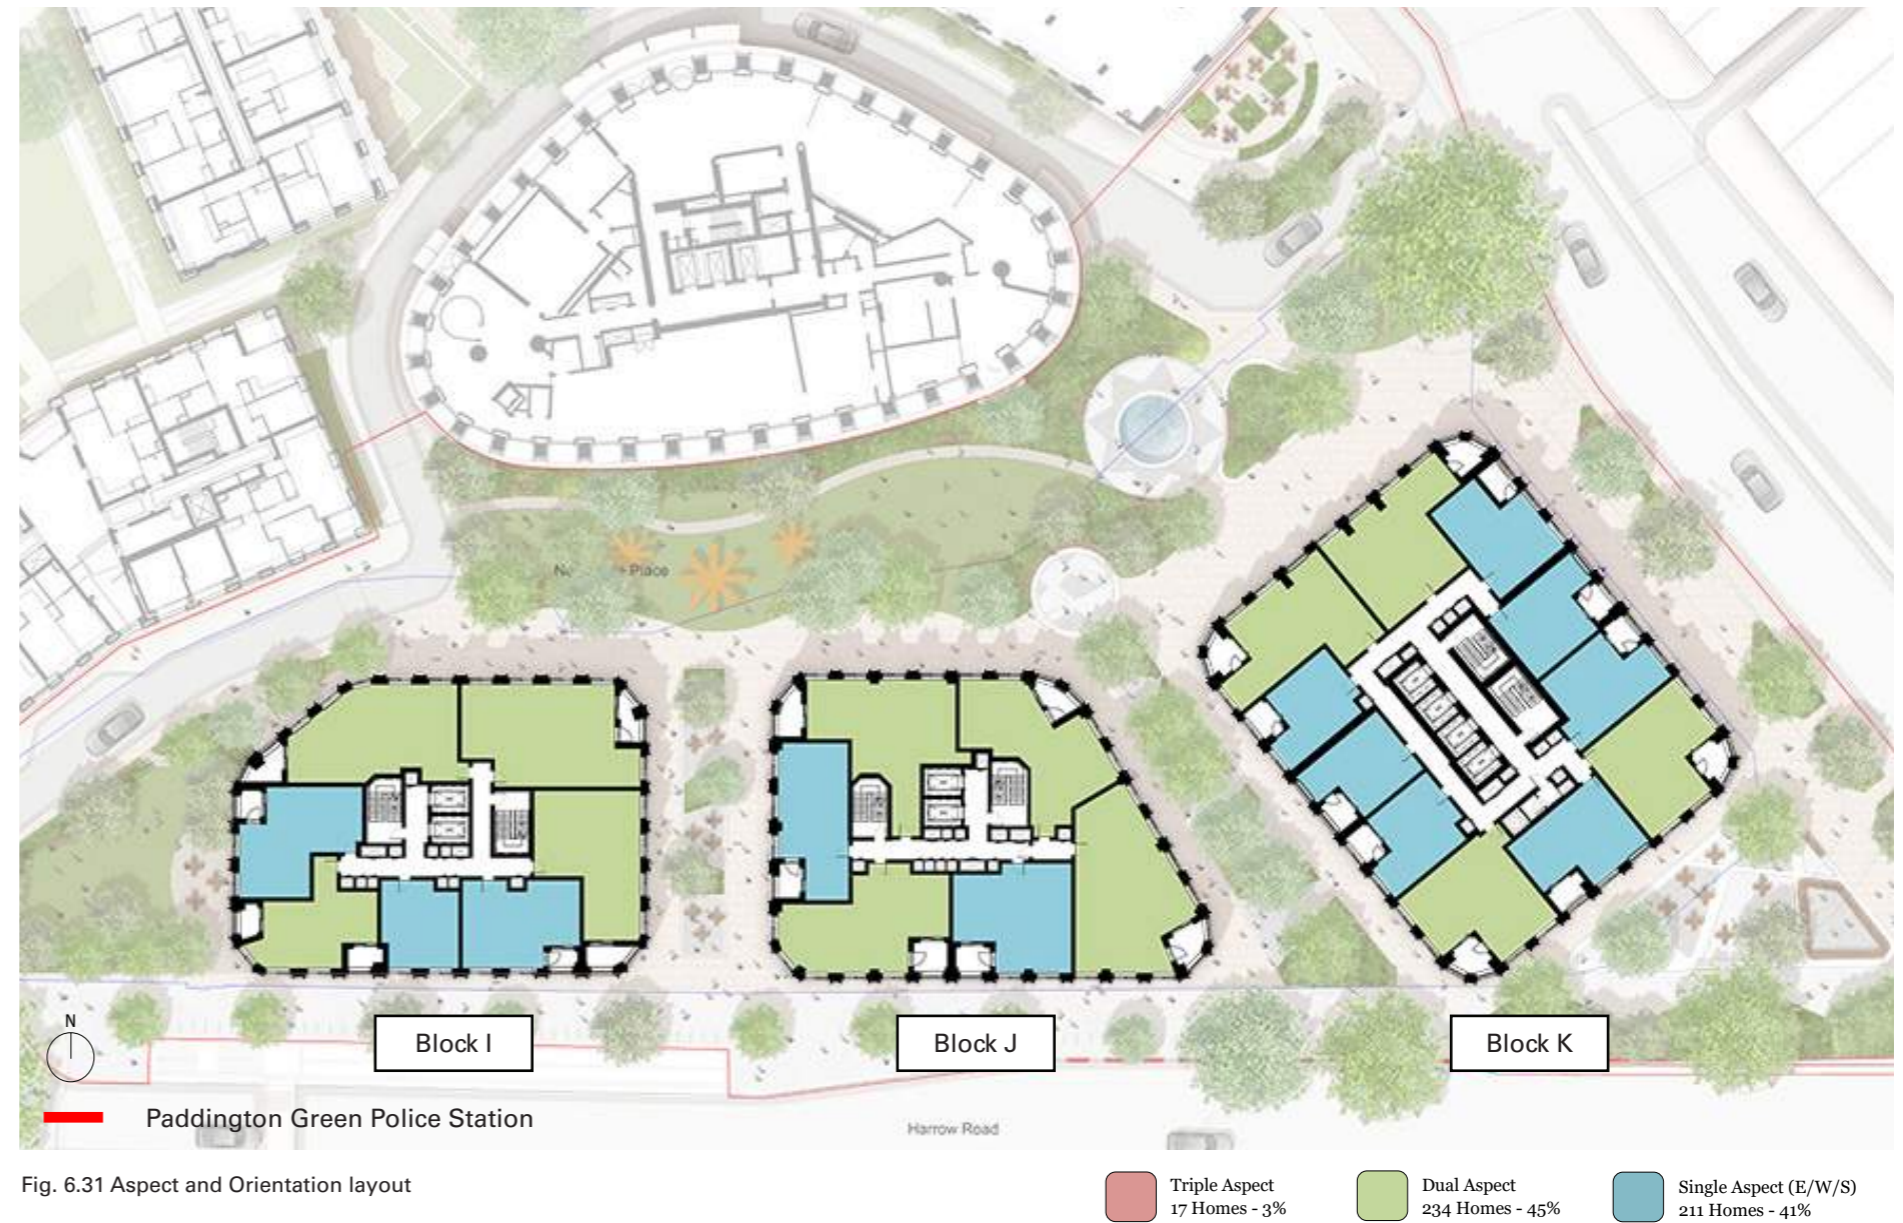 Place
N
Block I
Block J
Block K
Paddington Green Police Station
Harrow Road
Fig. 6.31 Aspect and Orientation layout
Triple Aspect
17 Homes - 3%
Dual Aspect
234 Homes - 45%
Single Aspect (E/W/S)
211 Homes - 41%